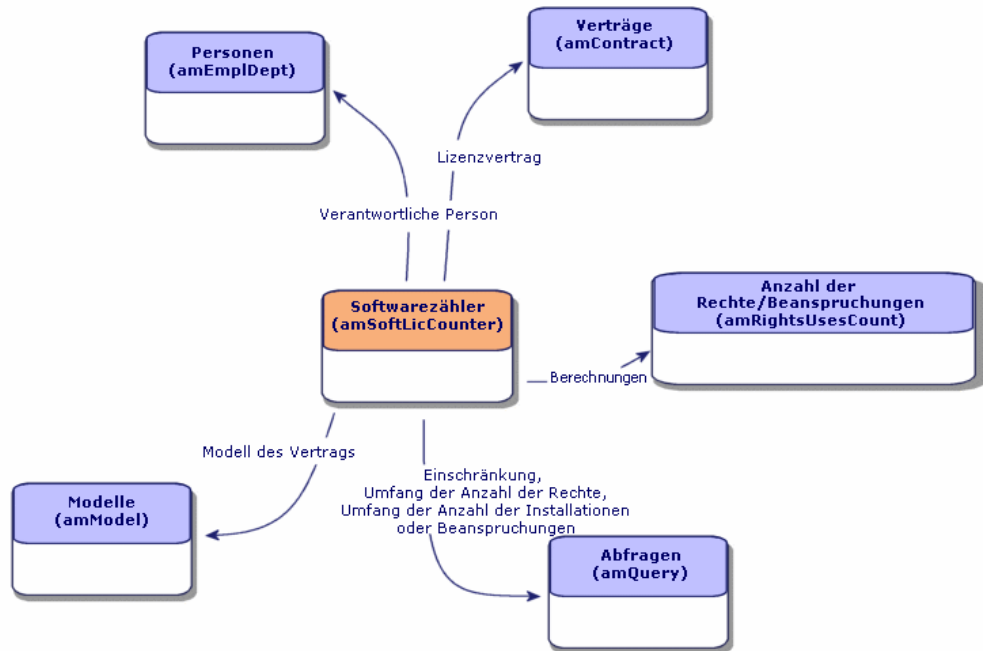 Verträge
(amContract)
Personen
(amEmplDept)
Lizenzvertrag
Verantwortliche Person
Softwarezähler
(amSoftLicCounter)
Anzahl der
Rechte/Beanspruchungen
(amRightsUsesCount)
Berechnungen
Modell des Vertrags
Einschränkung,
Umfang der Anzahl der Rechte,
Umfang der Anzahl der Installationen
oder Beanspruchungen
Modelle
(amModel)
Abfragen
(amQuery)